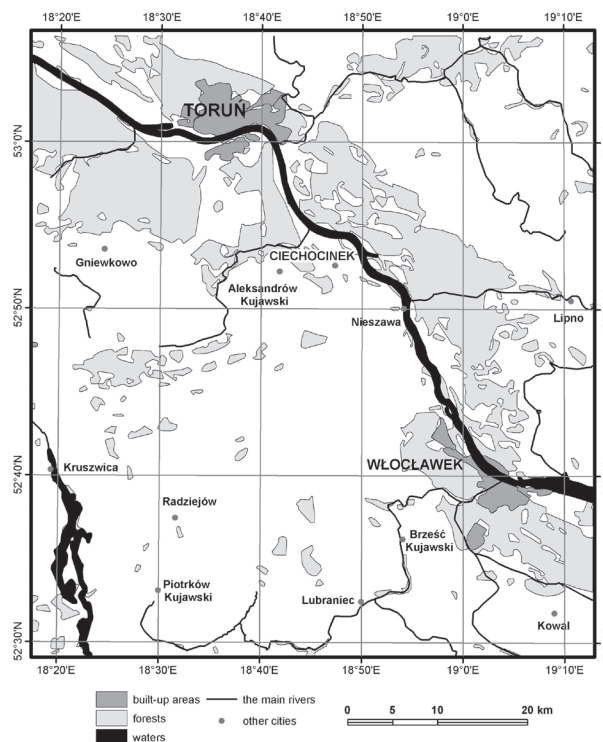 18°20'E 18°30'E 18°40'E 18°50'E 19°0'E 19°10'E
TORUŃ
53°0'N
Gniewkowo
CIECHOCINEK
Aleksandrów
Kujawski
52°50'N
Nieszawa
Lipno
WŁOCŁAWEK
52°40'N
Kruszwica
Radziejów
Brześć
Kujawski
Piotrków
Kujawski
Lubraniec
Kowal
52°30'N
18°20'E 18°30'E 18°40'E 18°50'E 19°0'E 19°10'E
built-up areas
the main rivers
forests
other cities
waters
0 5 10 20 km